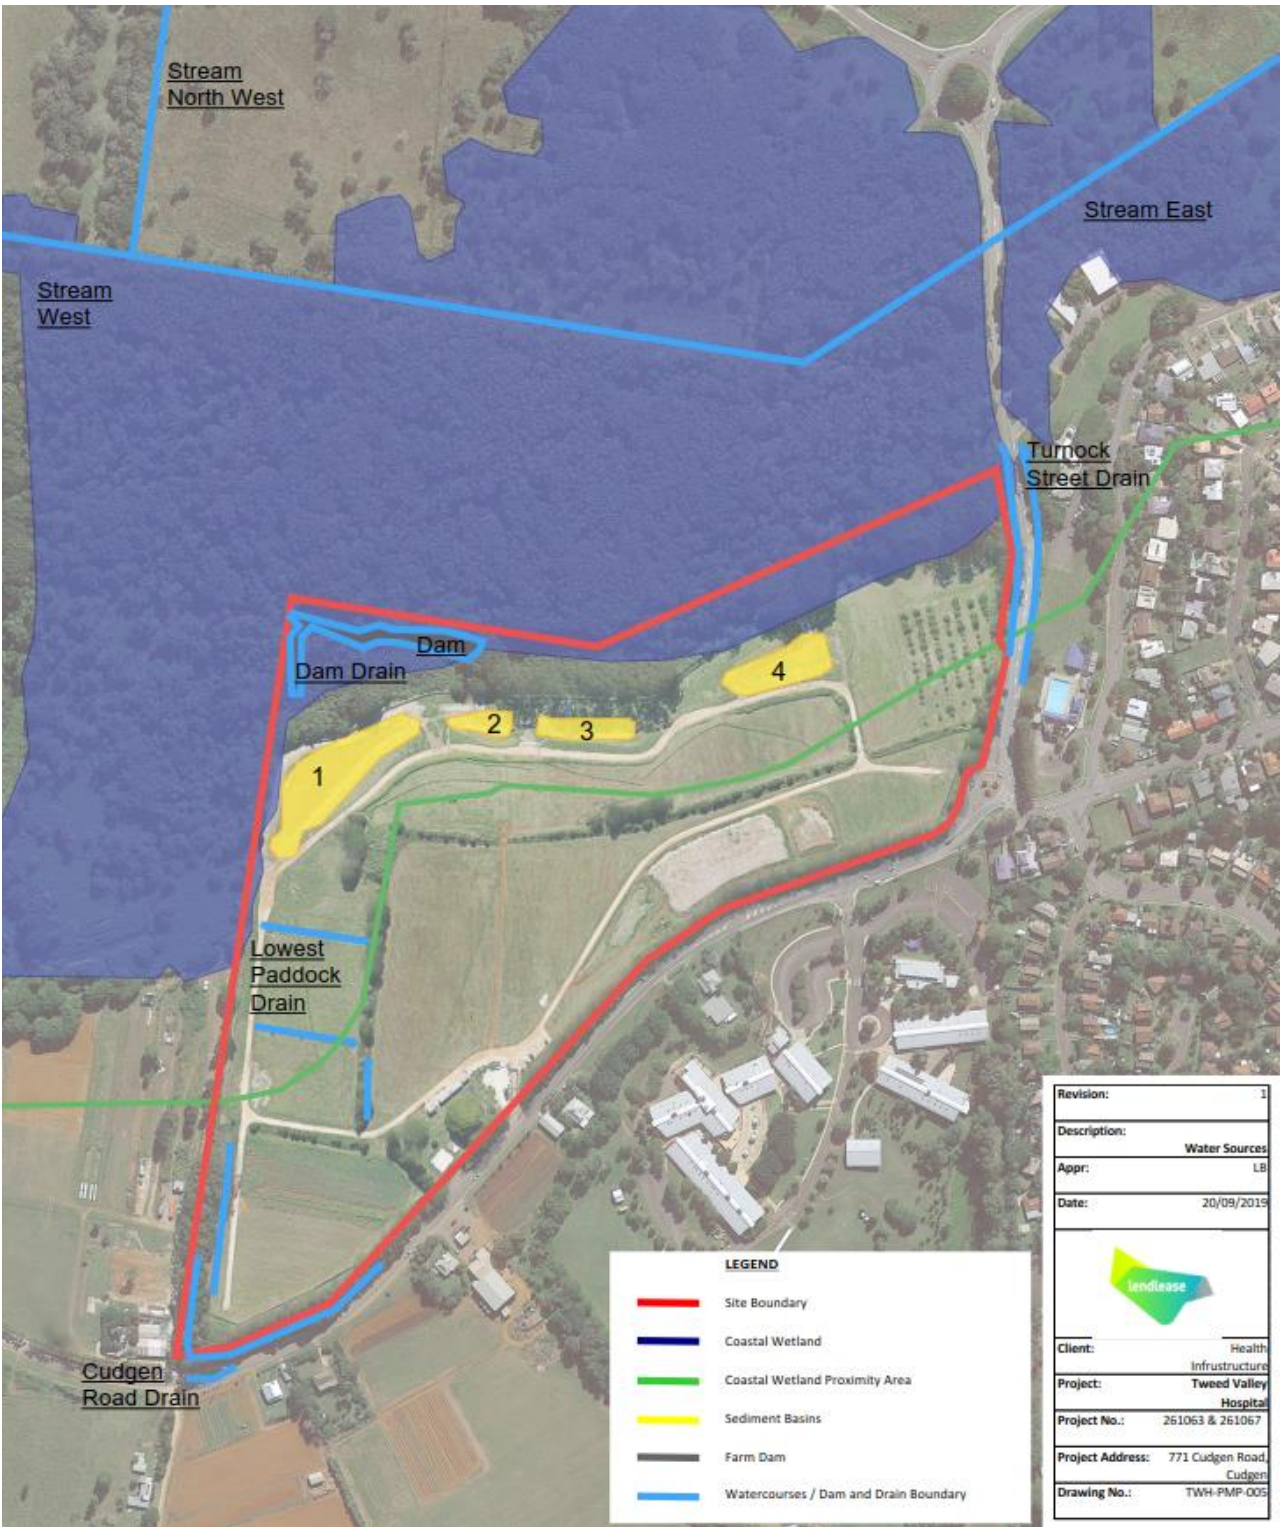 Stream
North West
Stream East
Stream
West
Turnock
Street Drain
Dam
Dam Drain
4
2
3
1
Lowest
Paddock
Drain
Cudgen
Road Drain
LEGEND
Site Boundary
Coastal Wetland
Coastal Wetland Proximity Area
Sediment Basins
Farm Dam
Watercourses / Dam and Drain Boundary
Revision: 1
Description:
Water Sources
Appr: LB
Date: 20/09/2019
lendlease
Client: Health
Infrustructure
Project: Tweed Valley
Hospital
Project No.: 261063 & 261067
Project Address: 771 Cudgen Road,
Cudgen
Drawing No.: TWH-PMP-005